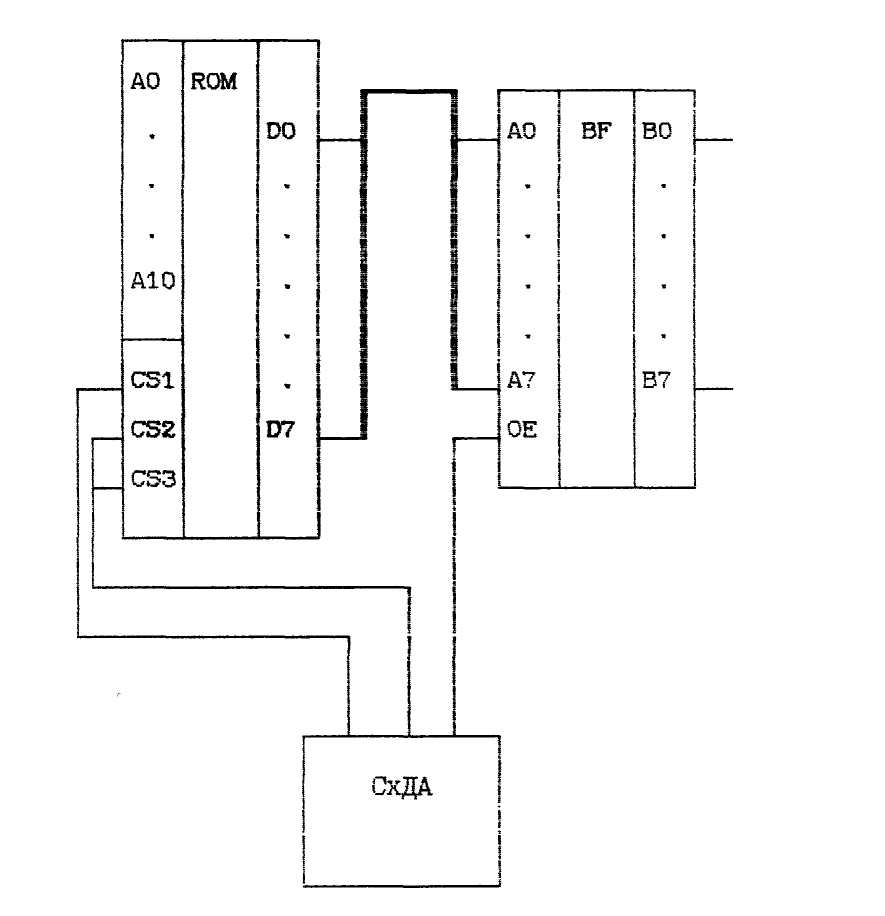 A0 ROM
D0
A10
CS1
CS2 D7
CS3
A0 BF B0
A7 B7
OE
СхДА